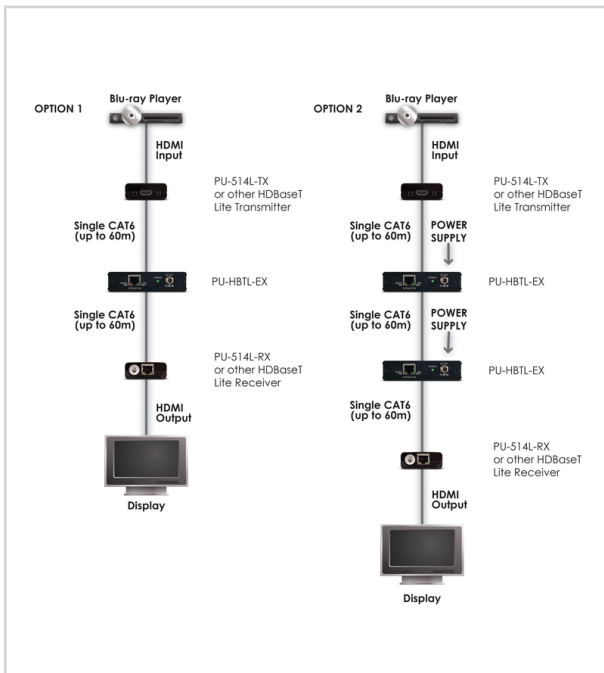 OPTION 1
Blu-ray Player
HDMI
Input
PU-514L-TX
or other HDBaseT
Lite Transmitter
Single CAT6
(up to 60m)
PU-HBTL-EX
Single CAT6
(up to 60m)
PU-514L-RX
or other HDBaseT
Lite Receiver
HDMI
Output
Display
OPTION 2
Blu-ray Player
HDMI
Input
PU-514L-TX
or other HDBaseT
Lite Transmitter
Single CAT6
(up to 60m)
POWER
SUPPLY
PU-HBTL-EX
Single CAT6
(up to 60m)
POWER
SUPPLY
PU-HBTL-EX
Single CAT6
(up to 60m)
PU-514L-RX
or other HDBaseT
Lite Receiver
HDMI
Output
Display